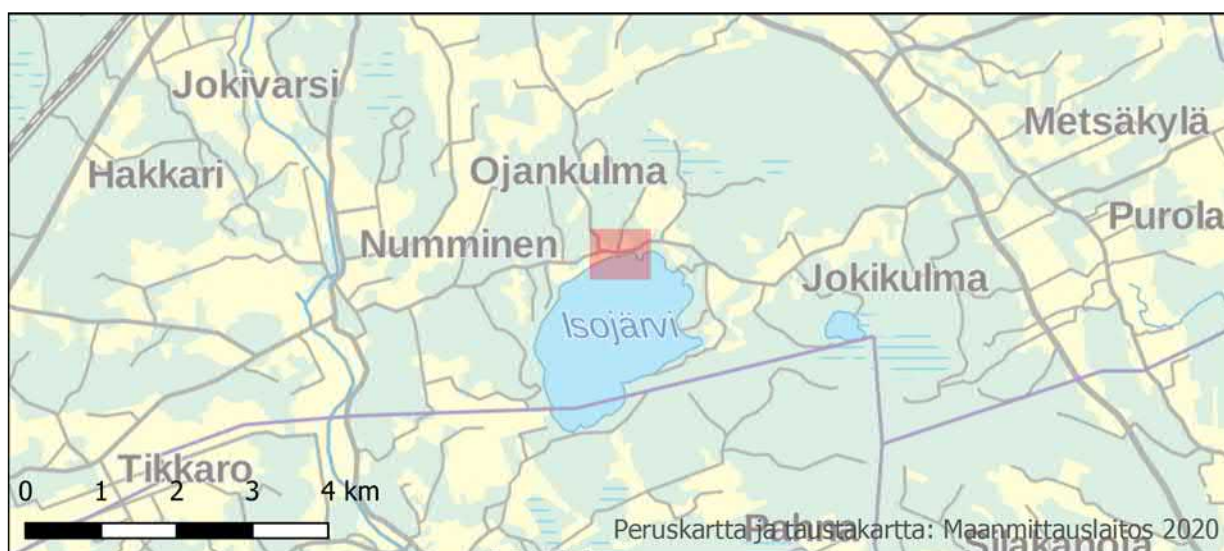 Jokivarsi
Metsäkylä
Hakkari
Ojankulma
Purola
Numminen
Jokikulma
Isojärvi
Tikkaro
0 1 2 3 4 km
Peruskartta ja taustakartta: Maanmittauslaitos 2020